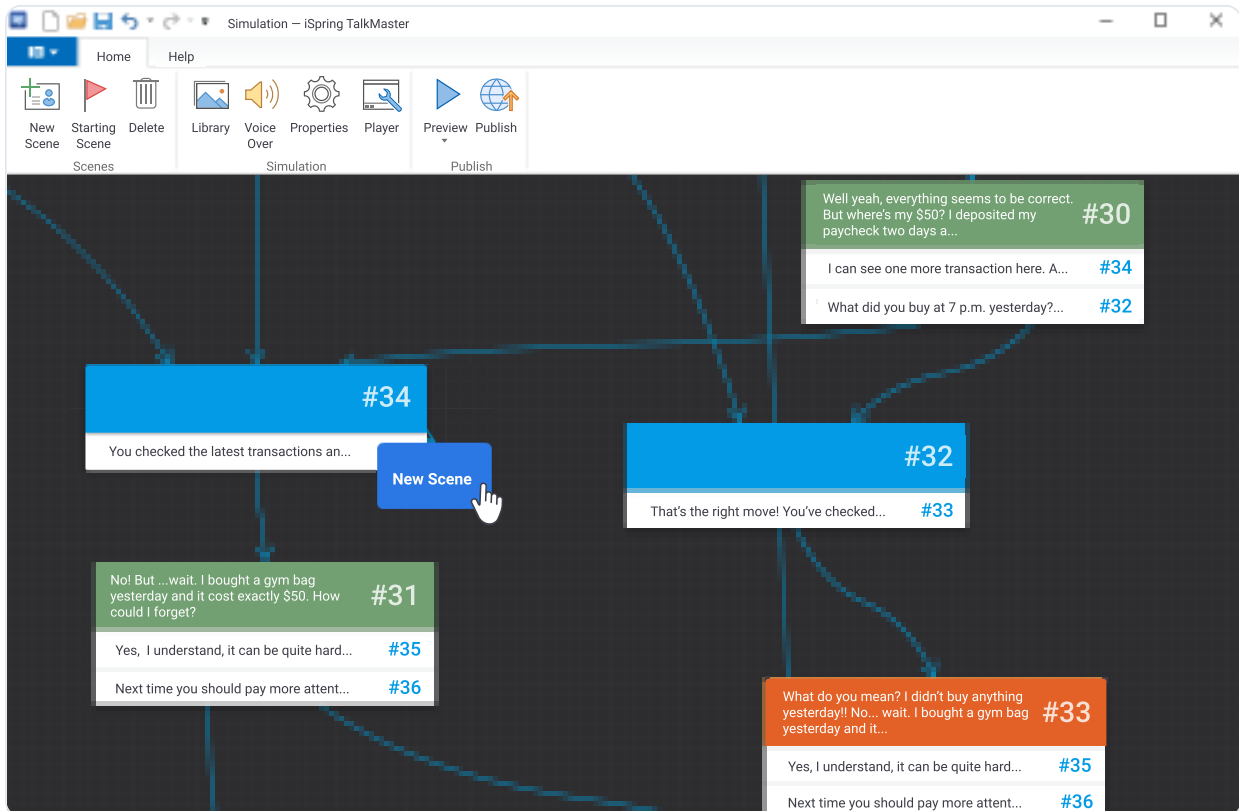 Simulation — iSpring TalkMaster
Home
Help
New
Scene
Starting
Scene
Delete
Scenes
Library
Voice
Over
Properties
Player
Simulation
Preview
Publish
Publish
Well yeah, everything seems to be correct.
But where's my $50? I deposited my
paycheck two days a...
#30
I can see one more transaction here. A... #34
What did you buy at 7 p.m. yesterday?... #32
#34
You checked the latest transactions an...
New Scene
#32
That's the right move! You've checked... #33
No! But ...wait. I bought a gym bag
yesterday and it cost exactly $50. How
could I forget?
#31
Yes, I understand, it can be quite hard... #35
Next time you should pay more attent... #36
What do you mean? I didn't buy anything
yesterday!! No... wait. I bought a gym bag
yesterday and it...
#33
Yes, I understand, it can be quite hard... #35
Next time you should pay more attent... #36